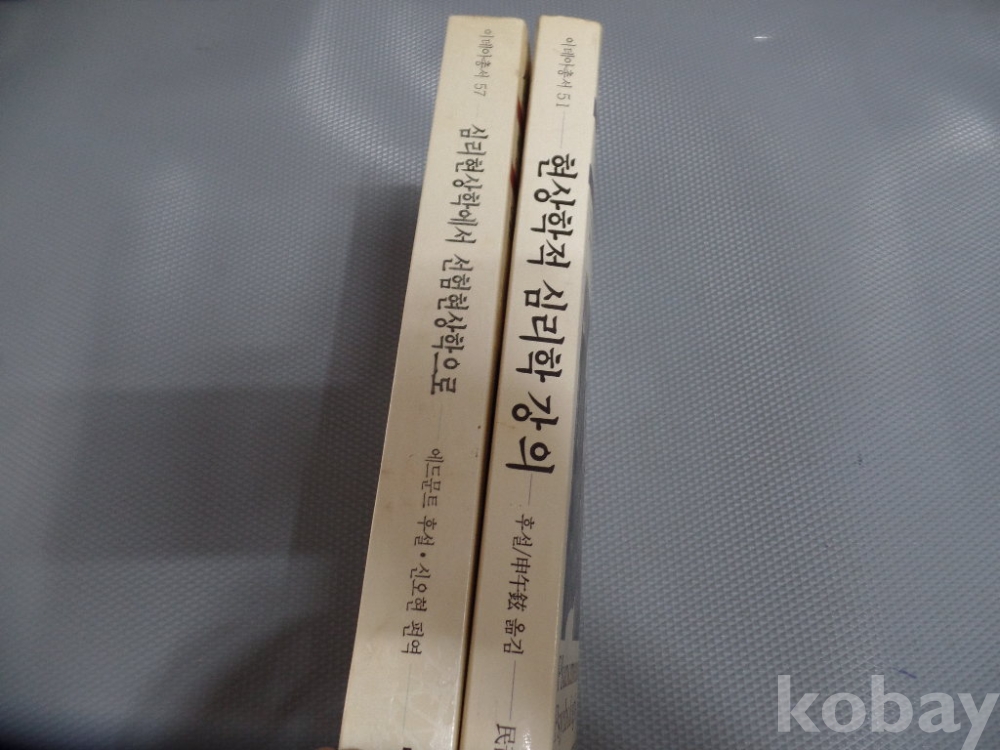 이데아총서 57
심리현상학에서 선험현상학으로
에드문트 후설·신오현 편역
이데아총서 51
현상학적 심리학 강의
후설/申午鉉 옮김
民
kobay